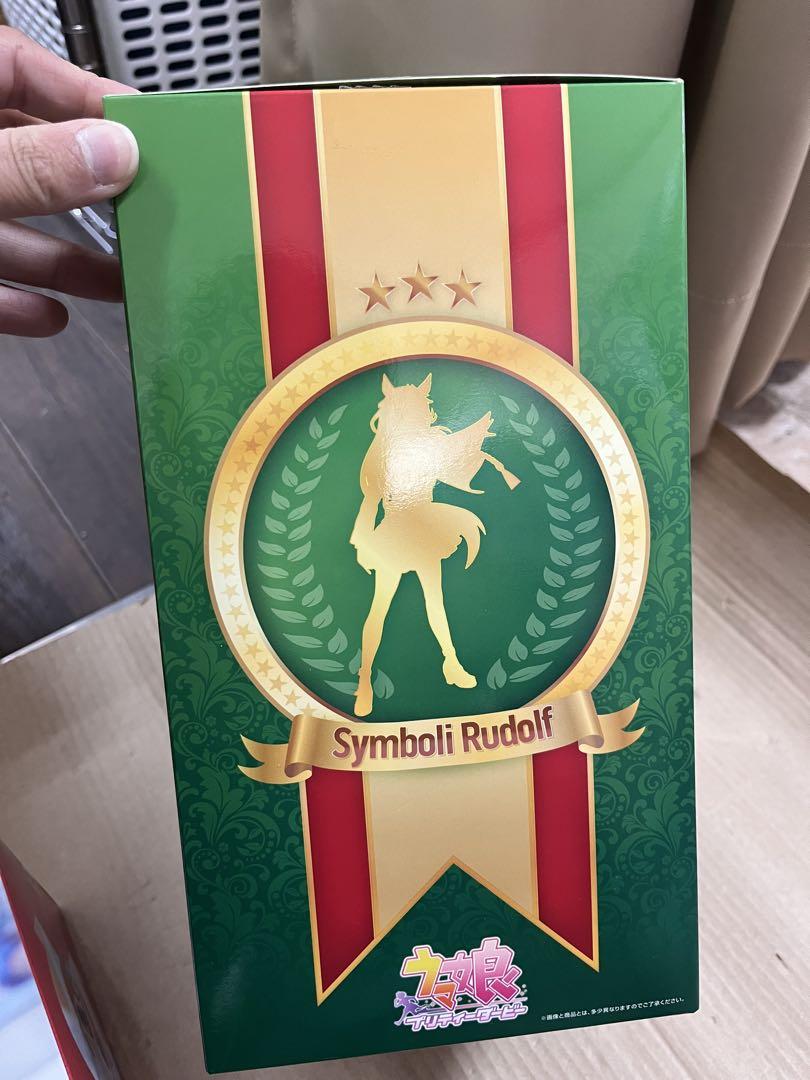 Symboli Rudolf
ウマ娘
プリティーダービー
※画像と商品とは、多少異なりますのでご了承ください。